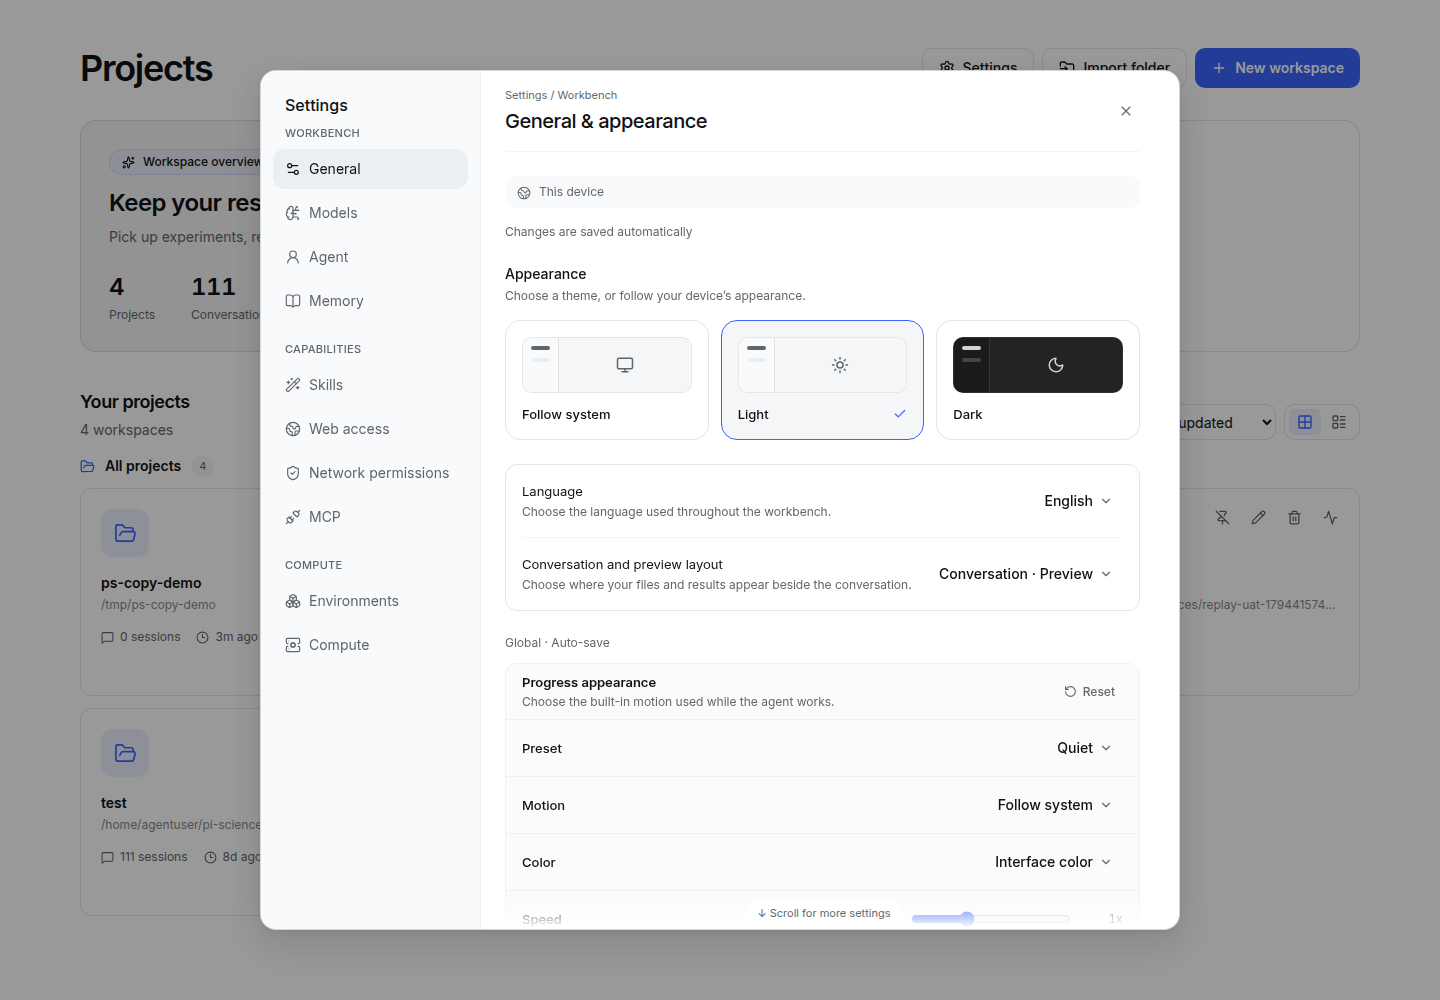 Projects
Settings
Import folder
New workspace
Workspace overview
Keep your res
Pick up experiments, re
4
111
Projects
Conversatio
Your projects
4 workspaces
All projects
4
updated
ps-copy-demo
/tmp/ps-copy-demo
0 sessions
3m ago
ces/replay-uat-179441574...
test
/home/agentuser/pi-science
111 sessions
8d ago
Settings
WORKBENCH
General
Models
Agent
Memory
CAPABILITIES
Skills
Web access
Network permissions
MCP
COMPUTE
Environments
Compute
Settings / Workbench
General & appearance
This device
Changes are saved automatically
Appearance
Choose a theme, or follow your device’s appearance.
Follow system
Light
Dark
Language
Choose the language used throughout the workbench.
English
Conversation and preview layout
Choose where your files and results appear beside the conversation.
Conversation · Preview
Global · Auto-save
Progress appearance
Choose the built-in motion used while the agent works.
Reset
Preset
Quiet
Motion
Follow system
Color
Interface color
Speed
↓ Scroll for more settings
1x